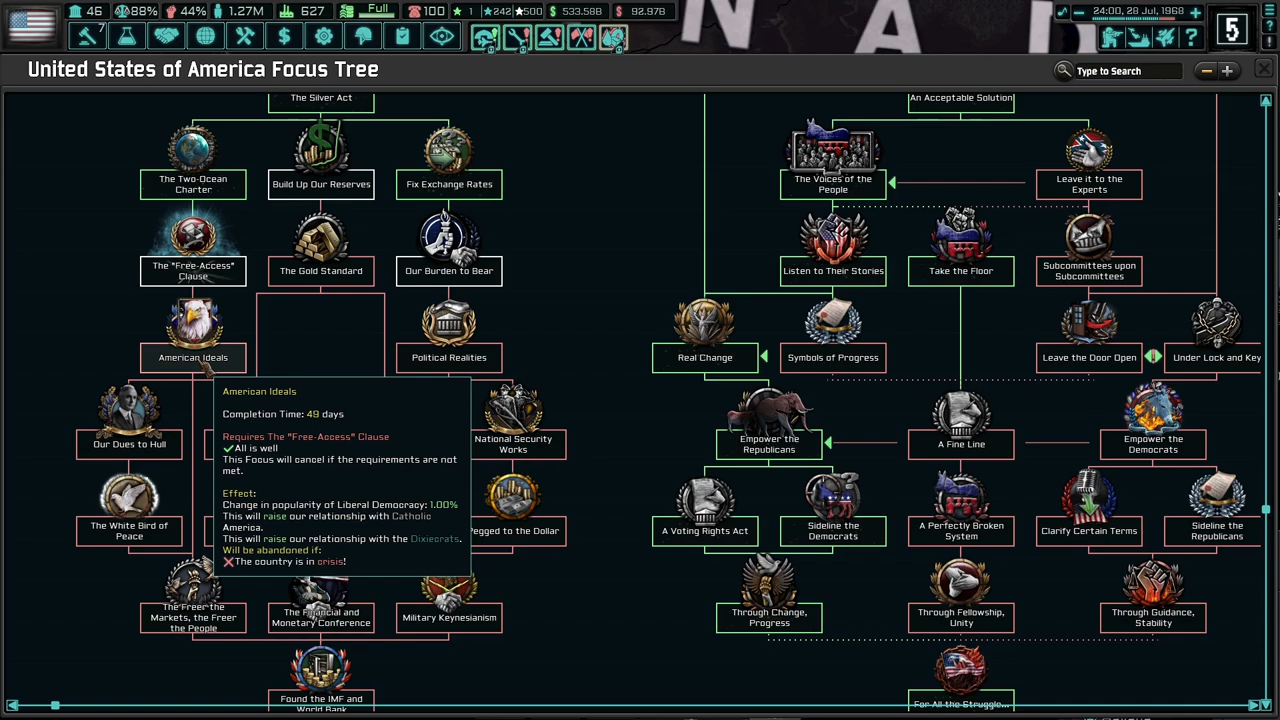 46
88%
44%
1.27M
627
Full
100
1
242
500
533.58B
92.97B
24:00, 28 Jul, 1968
7
5
United States of America Focus Tree
Type to Search
The Silver Act
An Acceptable Solution
The Two-Ocean
Charter
Build Up Our Reserves
Fix Exchange Rates
The Voices of the
People
Leave it to the
Experts
The "Free-Access"
Clause
The Gold Standard
Our Burden to Bear
Listen to Their Stories
Take the Floor
Subcommittees upon
Subcommittees
American Ideals
Political Realities
Real Change
Symbols of Progress
Leave the Door Open
Under Lock and Key
American Ideals
Completion Time: 49 days
Requires The "Free-Access" Clause
All is well
This Focus will cancel if the requirements are not
met.
Effect:
Change in popularity of Liberal Democracy: 1.00%
This will raise our relationship with Catholic
America.
This will raise our relationship with the Dixiecrats.
Will be abandoned if:
The country is in crisis!
Our Dues to Hull
National Security
Works
Empower the
Republicans
A Fine Line
Empower the
Democrats
The White Bird of
Peace
Pegged to the Dollar
A Voting Rights Act
Sideline the
Democrats
A Perfectly Broken
System
Clarify Certain Terms
Sideline the
Republicans
The Freer the
Markets, the Freer
the People
The Financial and
Monetary Conference
Military Keynesianism
Through Change,
Progress
Through Fellowship,
Unity
Through Guidance,
Stability
Found the IMF and
World Bank
For All the Struggle...